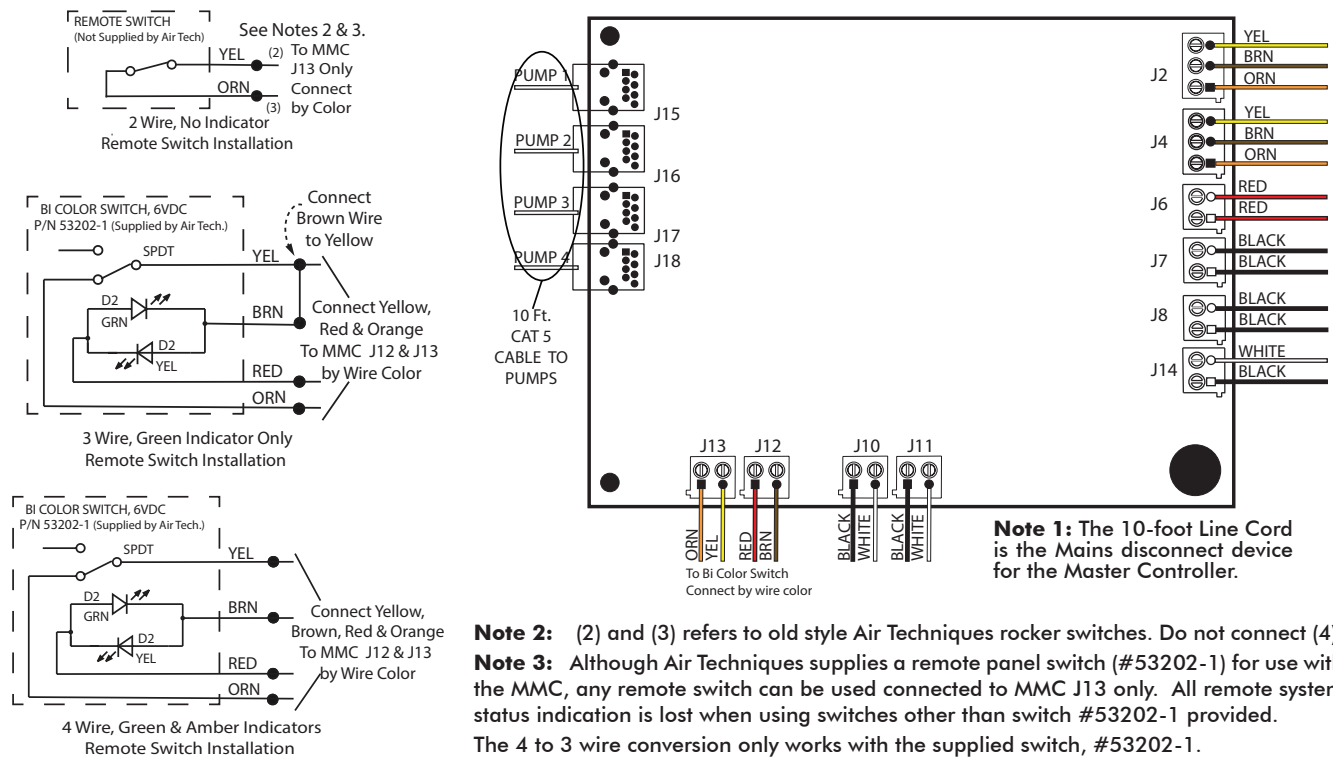 REMOTE SWITCH
(Not Supplied by Air Tech)
See Notes 2 & 3.
YEL
(2)
To MMC
J13 Only
Connect
by Color
ORN
(3)
2 Wire, No Indicator
Remote Switch Installation
BI COLOR SWITCH, 6VDC
P/N 53202-1 (Supplied by Air Tech.)
SPDT
Connect
Brown Wire
to Yellow
YEL
D2
GRN
D2
YEL
BRN
RED
ORN
Connect Yellow,
Red & Orange
To MMC J12 & J13
by Wire Color
3 Wire, Green Indicator Only
Remote Switch Installation
BI COLOR SWITCH, 6VDC
P/N 53202-1 (Supplied by Air Tech.)
SPDT
YEL
D2
GRN
D2
YEL
BRN
RED
ORN
Connect Yellow,
Brown, Red & Orange
To MMC J12 & J13
by Wire Color
4 Wire, Green & Amber Indicators
Remote Switch Installation
PUMP 1
J15
PUMP 2
J16
PUMP 3
J17
PUMP 4
J18
10 Ft.
CAT 5
CABLE TO
PUMPS
J2
YEL
BRN
ORN
J4
YEL
BRN
ORN
J6
RED
RED
J7
BLACK
BLACK
J8
BLACK
BLACK
J14
WHITE
BLACK
J13
J12
J10
J11
ORN
YEL
RED
BRN
BLACK
WHITE
BLACK
WHITE
To Bi Color Switch
Connect by wire color
Note 1: The 10-foot Line Cord
is the Mains disconnect device
for the Master Controller.
Note 2: (2) and (3) refers to old style Air Techniques rocker switches. Do not connect (4)
Note 3: Although Air Techniques supplies a remote panel switch (#53202-1) for use wit
the MMC, any remote switch can be used connected to MMC J13 only. All remote system
status indication is lost when using switches other than switch #53202-1 provided.
The 4 to 3 wire conversion only works with the supplied switch, #53202-1.